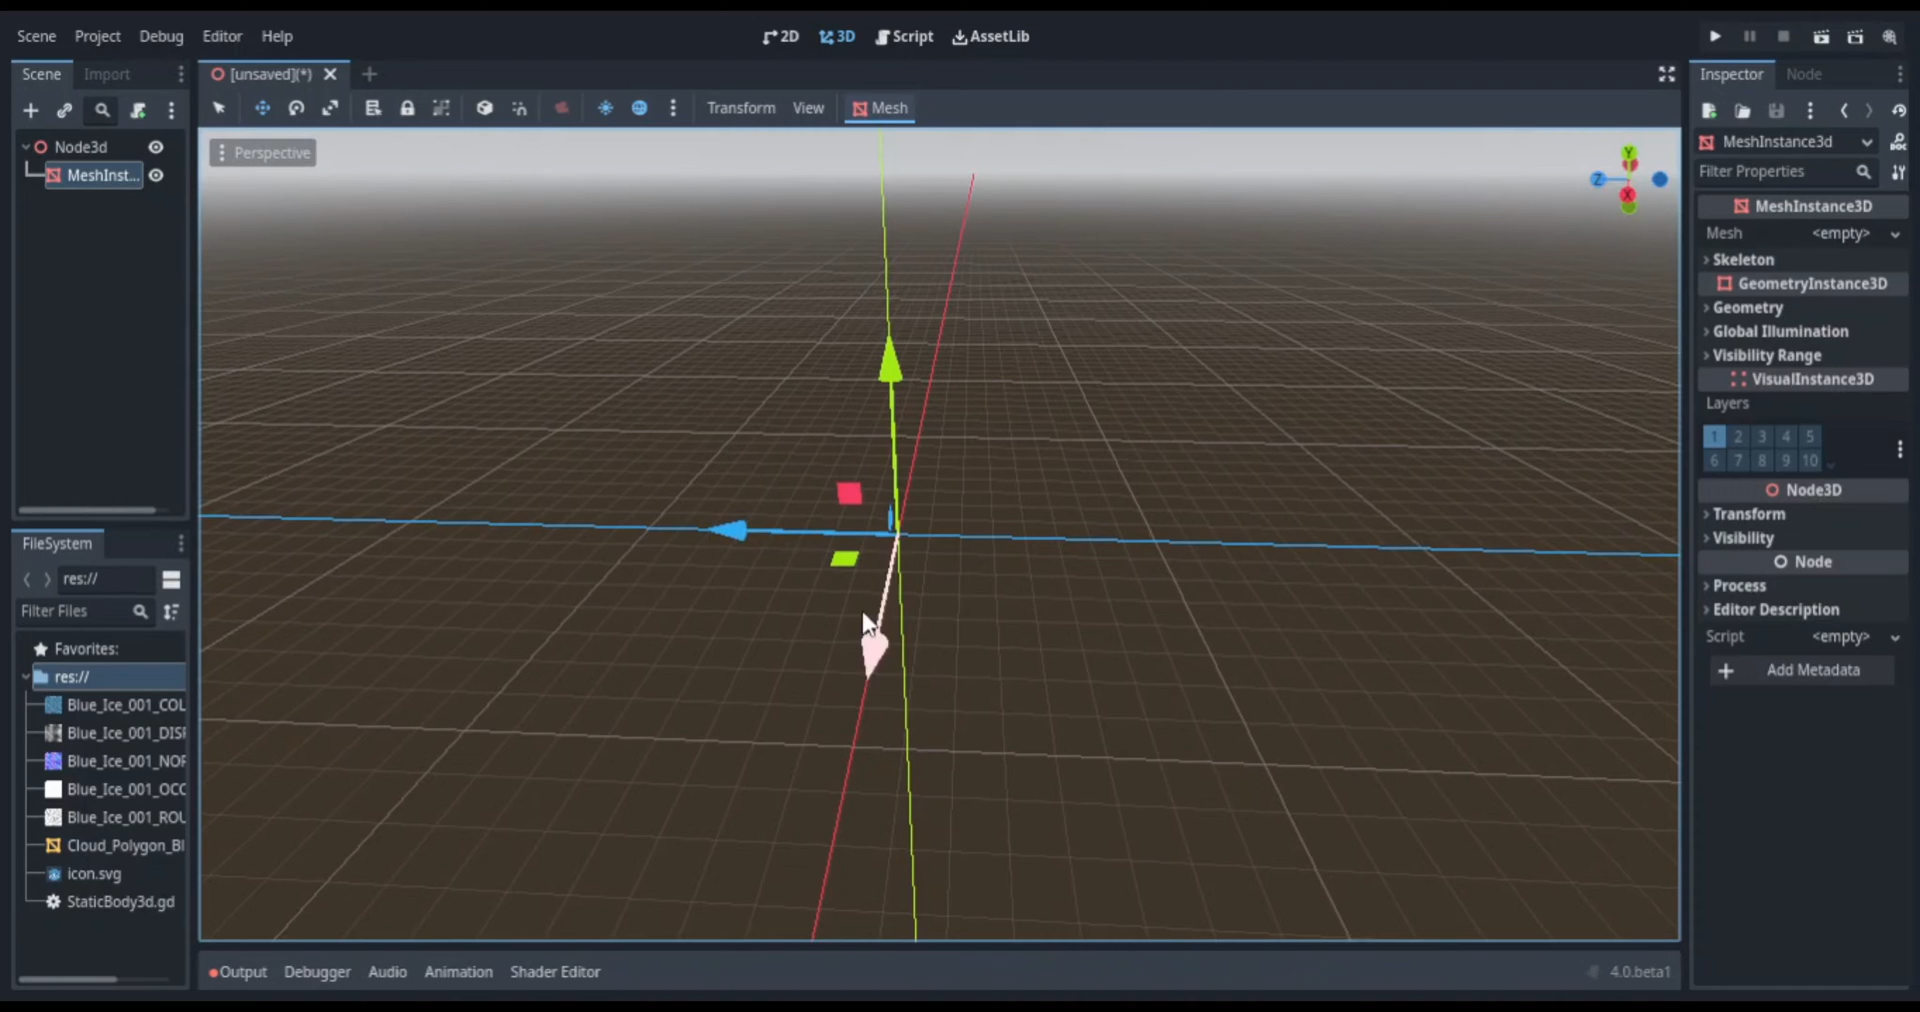 Scene Project Debug Editor Help
2D 3D Script AssetLib
Scene Import
[unsaved](*)
Transform View Mesh
Node3d
MeshInst...
Perspective
Y
Z
X
FileSystem
res://
Filter Files
Favorites:
res://
Blue_Ice_001_COL
Blue_Ice_001_DISP
Blue_Ice_001_NOR
Blue_Ice_001_OCC
Blue_Ice_001_ROU
Cloud_Polygon_Bl
icon.svg
StaticBody3d.gd
Output Debugger Audio Animation Shader Editor
4.0.beta1
Inspector Node
MeshInstance3d
Filter Properties
MeshInstance3D
Mesh <empty>
Skeleton
GeometryInstance3D
Geometry
Global Illumination
Visibility Range
VisualInstance3D
Layers
1 2 3 4 5
6 7 8 9 10
Node3D
Transform
Visibility
Node
Process
Editor Description
Script <empty>
Add Metadata